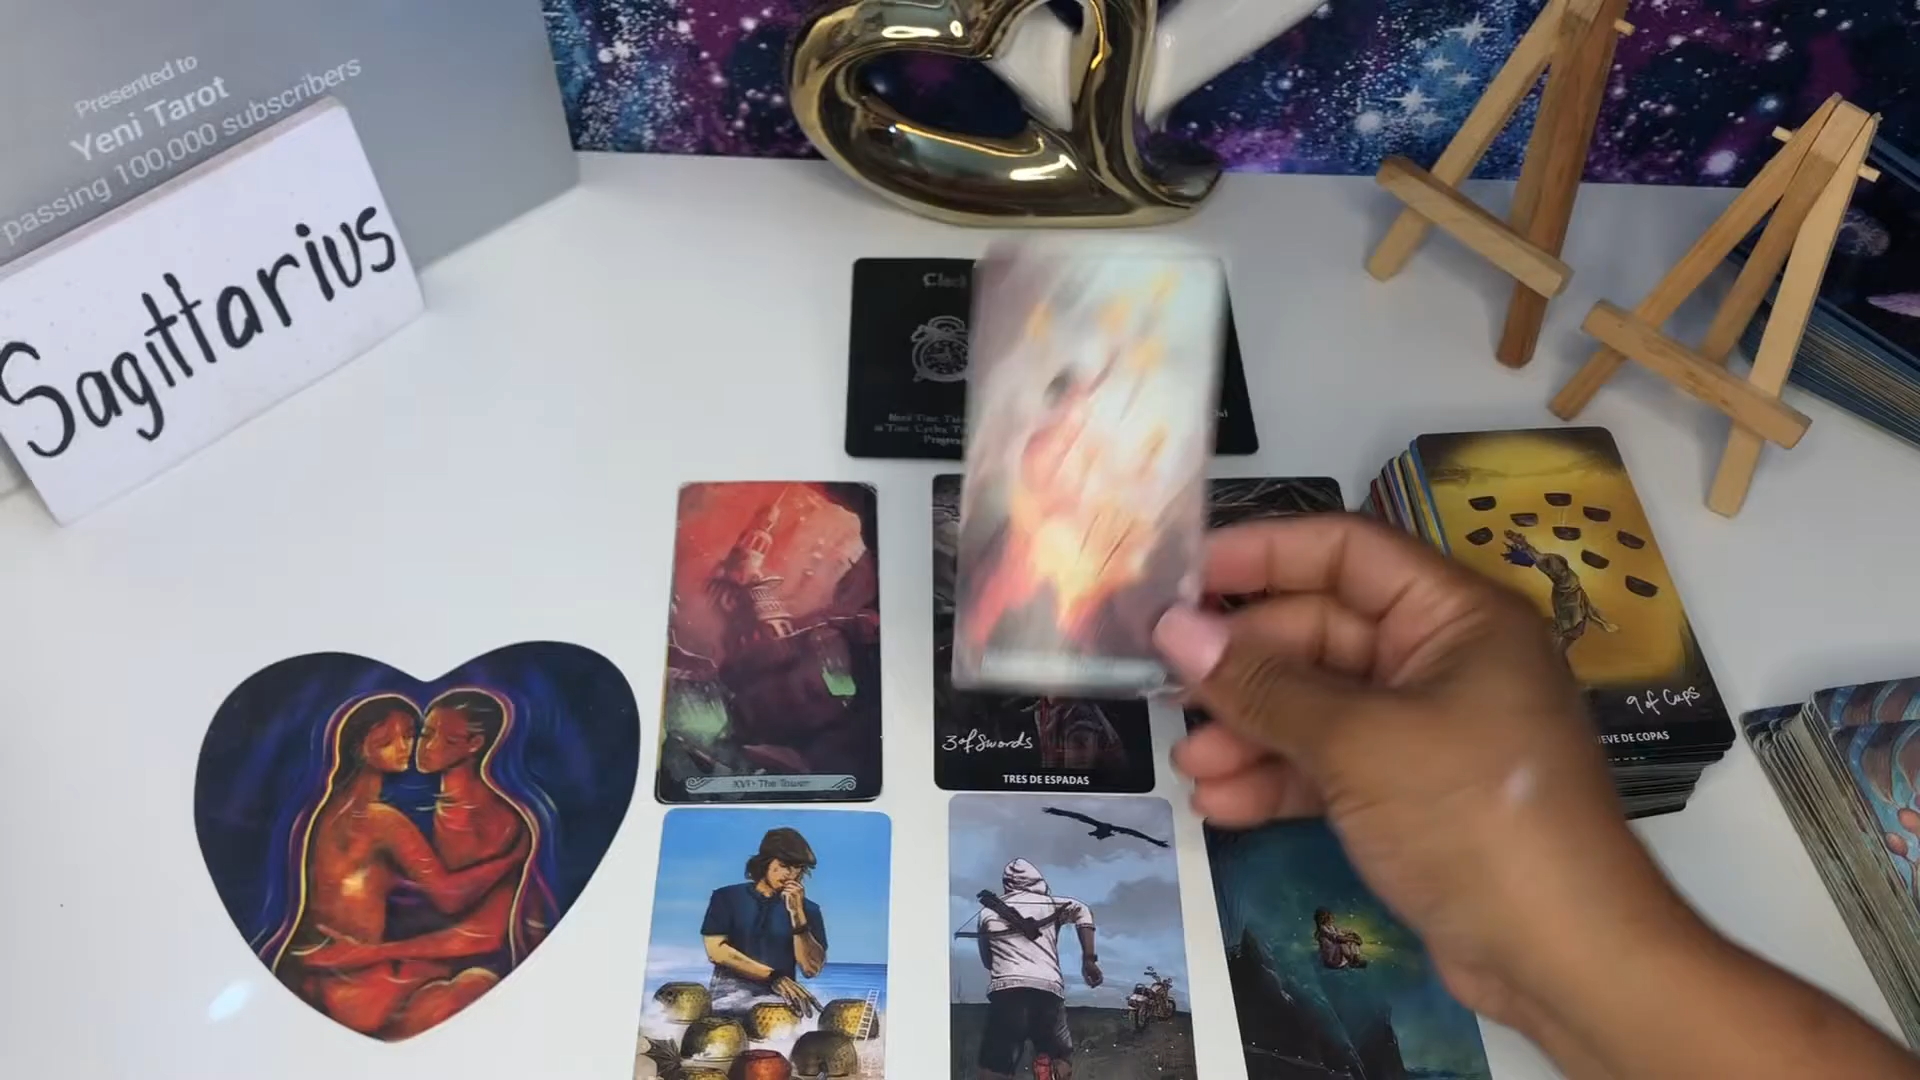 Presented to
Yeni Tarot
passing 100,000 subscribers
Sagittarius
XVI • The Tower
3 of Swords
TRES DE ESPADAS
9 of Cups
EVE DE COPAS